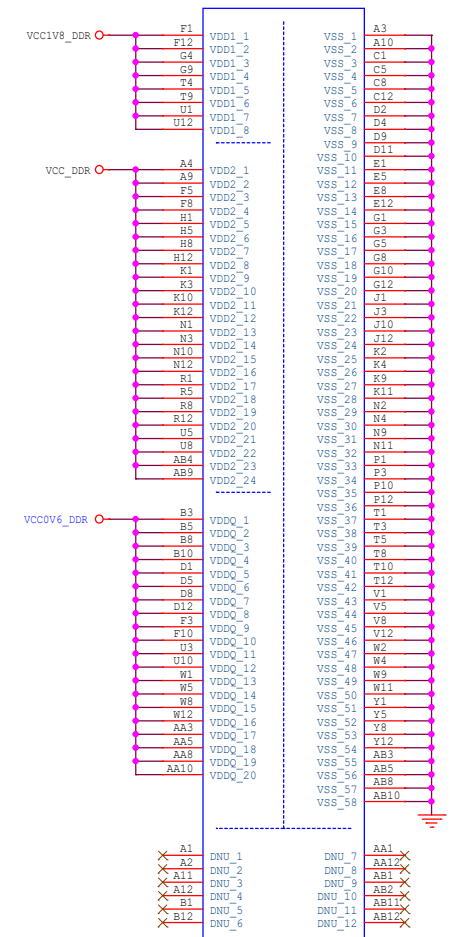 VCC1V8_DDR F1 VDD1_1 VSS_1 A3
F12 VDD1_2 VSS_2 A10
G4 VDD1_3 VSS_3 C1
G9 VDD1_4 VSS_4 C5
T4 VDD1_5 VSS_5 C8
T9 VDD1_6 VSS_6 C12
U1 VDD1_7 VSS_7 D2
U12 VDD1_8 VSS_8 D4
VSS_9 D9
VSS_10 D11
VCC_DDR A4 VDD2_1 VSS_11 E1
A9 VDD2_2 VSS_12 E5
F5 VDD2_3 VSS_13 E8
F8 VDD2_4 VSS_14 E12
H1 VDD2_5 VSS_15 G1
H5 VDD2_6 VSS_16 G3
H8 VDD2_7 VSS_17 G5
H12 VDD2_8 VSS_18 G8
K1 VDD2_9 VSS_19 G10
K3 VDD2_10 VSS_20 G12
K10 VDD2_11 VSS_21 J1
K12 VDD2_12 VSS_22 J3
N1 VDD2_13 VSS_23 J10
N3 VDD2_14 VSS_24 J12
N10 VDD2_15 VSS_25 K2
N12 VDD2_16 VSS_26 K4
R1 VDD2_17 VSS_27 K9
R5 VDD2_18 VSS_28 K11
R8 VDD2_19 VSS_29 N2
R12 VDD2_20 VSS_30 N4
U5 VDD2_21 VSS_31 N9
U8 VDD2_22 VSS_32 N11
AB4 VDD2_23 VSS_33 P1
AB9 VDD2_24 VSS_34 P3
VSS_35 P10
VSS_36 P12
VCC0V6_DDR B3 VDDQ_1 VSS_37 T1
B5 VDDQ_2 VSS_38 T3
B8 VDDQ_3 VSS_39 T5
B10 VDDQ_4 VSS_40 T8
D1 VDDQ_5 VSS_41 T10
D5 VDDQ_6 VSS_42 T12
D8 VDDQ_7 VSS_43 V1
D12 VDDQ_8 VSS_44 V5
F3 VDDQ_9 VSS_45 V8
F10 VDDQ_10 VSS_46 V12
U3 VDDQ_11 VSS_47 W2
U10 VDDQ_12 VSS_48 W4
W1 VDDQ_13 VSS_49 W9
W5 VDDQ_14 VSS_50 W11
W8 VDDQ_15 VSS_51 Y1
W12 VDDQ_16 VSS_52 Y5
AA3 VDDQ_17 VSS_53 Y8
AA5 VDDQ_18 VSS_54 Y12
AA8 VDDQ_19 VSS_55 AB3
AA10 VDDQ_20 VSS_56 AB5
VSS_57 AB8
VSS_58 AB10
A1 DNU_1 DNU_7 AA1
A2 DNU_2 DNU_8 AA12
A11 DNU_3 DNU_9 AB1
A12 DNU_4 DNU_10 AB2
B1 DNU_5 DNU_11 AB11
B12 DNU_6 DNU_12 AB12